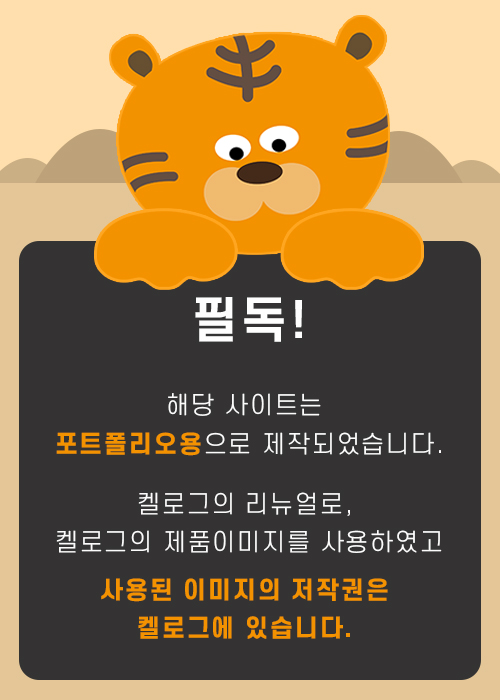 필독!
해당 사이트는
포트폴리오용으로 제작되었습니다.
켈로그의 리뉴얼로,
켈로그의 제품이미지를 사용하였고
사용된 이미지의 저작권은
켈로그에 있습니다.